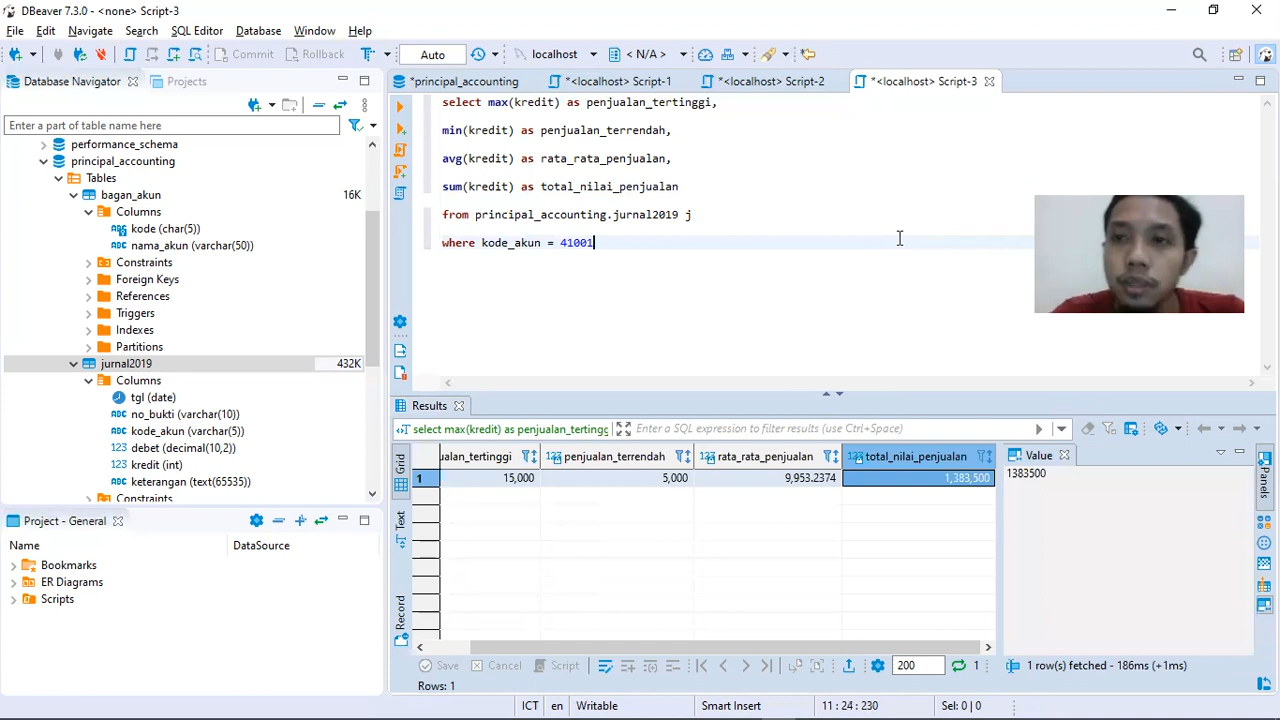 DBeaver 7.3.0 - <none> Script-3
File Edit Navigate Search SQL Editor Database Window Help
Commit Rollback Auto localhost < N/A >
Database Navigator Projects
*principal_accounting *<localhost> Script-1 *<localhost> Script-2 *<localhost> Script-3
Enter a part of table name here
performance_schema
principal_accounting
Tables
bagan_akun 16K
Columns
kode (char(5))
nama_akun (varchar(50))
Constraints
Foreign Keys
References
Triggers
Indexes
Partitions
jurnal2019 432K
Columns
tgl (date)
no_bukti (varchar(10))
kode_akun (varchar(5))
debet (decimal(10,2))
kredit (int)
keterangan (text(65535))
Constraints
select max(kredit) as penjualan_tertinggi,
min(kredit) as penjualan_terrendah,
avg(kredit) as rata_rata_penjualan,
sum(kredit) as total_nilai_penjualan
from principal_accounting.jurnal2019 j
where kode_akun = 41001
Project - General
Name DataSource
Bookmarks
ER Diagrams
Scripts
Results
select max(kredit) as penjualan_tertingg Enter a SQL expression to filter results (use Ctrl+Space)
Grid
Text
Record
ualan_tertinggi 123 penjualan_terrendah 123 rata_rata_penjualan 123 total_nilai_penjualan
1 15,000 5,000 9,953.2374 1,383,500
Value
1383500
Panels
Save Cancel Script 200 1 1 row(s) fetched - 186ms (+1ms)
Rows: 1
ICT en Writable Smart Insert 11 : 24 : 230 Sel: 0 | 0